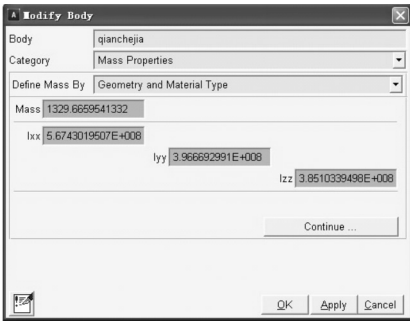 A Modify Body
Body qianchejia
Category Mass Properties
Define Mass By Geometry and Material Type
Mass 1329.6659541332
Ixx 5.6743019507E+008
Iyy 3.966692991E+008
Izz 3.8510339498E+008
Continue ...
OK Apply Cancel